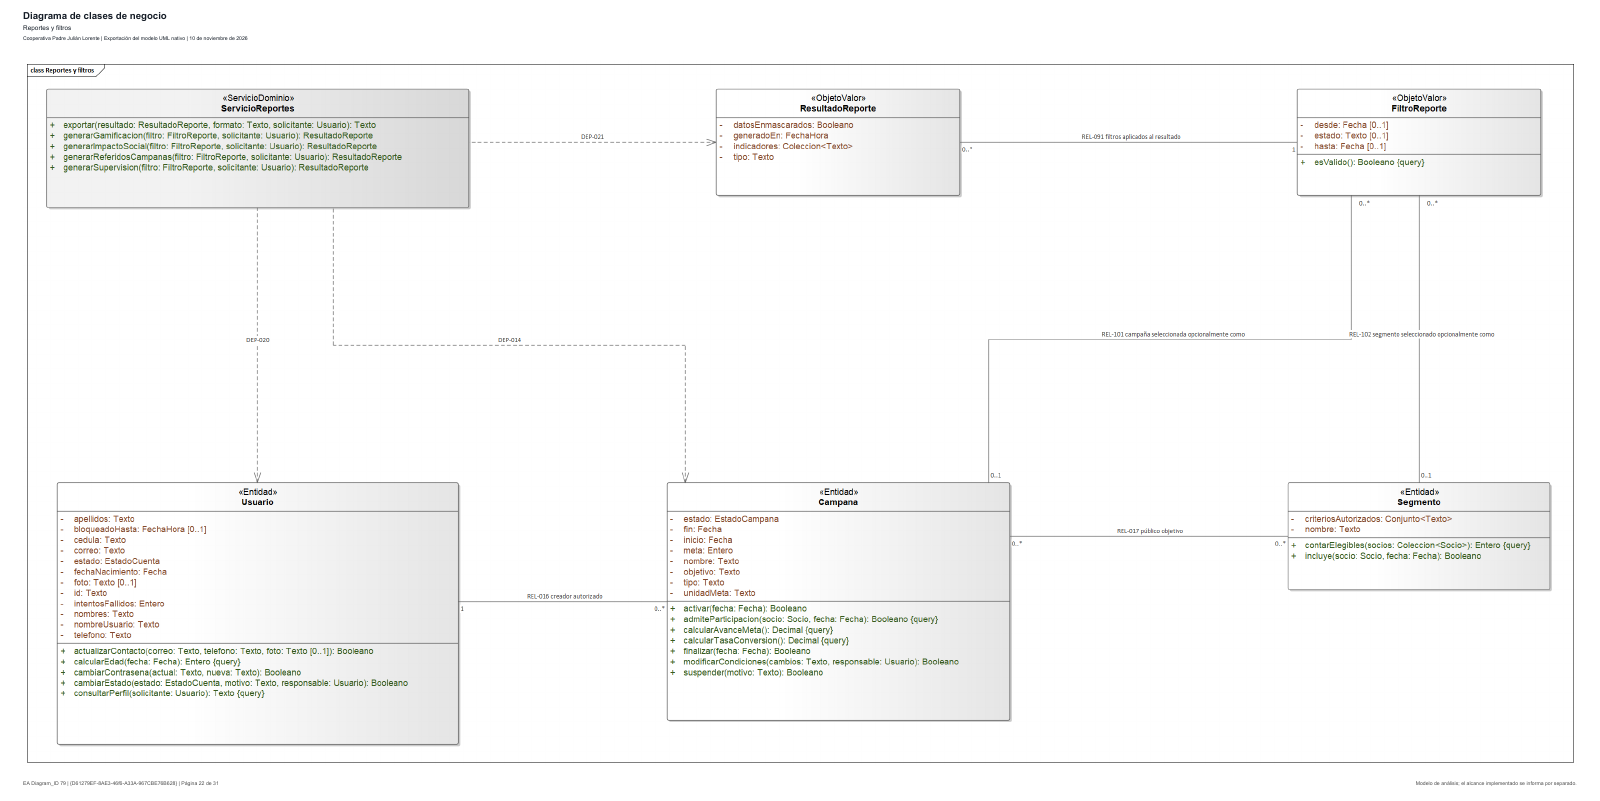 Diagrama de clases de negocio
Reportes y filtros
Cooperativa Padre Julián Lorente | Exportación del modelo UML nativo | 10 de noviembre de 2026
class Reportes y filtros
«ServicioDominio»
ServicioReportes
+ exportar(resultado: ResultadoReporte, formato: Texto, solicitante: Usuario): Texto
+ generarGamificacion(filtro: FiltroReporte, solicitante: Usuario): ResultadoReporte
+ generarImpactoSocial(filtro: FiltroReporte, solicitante: Usuario): ResultadoReporte
+ generarReferidosCampanas(filtro: FiltroReporte, solicitante: Usuario): ResultadoReporte
+ generarSupervision(filtro: FiltroReporte, solicitante: Usuario): ResultadoReporte
DEP-021
«ObjetoValor»
ResultadoReporte
- datosEnmascarados: Booleano
- generadoEn: FechaHora
- indicadores: Coleccion<Texto>
- tipo: Texto
REL-091 filtros aplicados al resultado
0..*
1
«ObjetoValor»
FiltroReporte
- desde: Fecha [0..1]
- estado: Texto [0..1]
- hasta: Fecha [0..1]
+ esValido(): Booleano {query}
0..*
0..*
DEP-020
DEP-014
REL-101 campaña seleccionada opcionalmente como
REL-102 segmento seleccionado opcionalmente como
0..1
0..1
«Entidad»
Usuario
- apellidos: Texto
- bloqueadoHasta: FechaHora [0..1]
- cedula: Texto
- correo: Texto
- estado: EstadoCuenta
- fechaNacimiento: Fecha
- foto: Texto [0..1]
- id: Texto
- intentosFallidos: Entero
- nombres: Texto
- nombreUsuario: Texto
- telefono: Texto
+ actualizarContacto(correo: Texto, telefono: Texto, foto: Texto [0..1]): Booleano
+ calcularEdad(fecha: Fecha): Entero {query}
+ cambiarContrasena(actual: Texto, nueva: Texto): Booleano
+ cambiarEstado(estado: EstadoCuenta, motivo: Texto, responsable: Usuario): Booleano
+ consultarPerfil(solicitante: Usuario): Texto {query}
REL-016 creador autorizado
1
0..*
«Entidad»
Campana
- estado: EstadoCampana
- fin: Fecha
- inicio: Fecha
- meta: Entero
- nombre: Texto
- objetivo: Texto
- tipo: Texto
- unidadMeta: Texto
+ activar(fecha: Fecha): Booleano
+ admiteParticipacion(socio: Socio, fecha: Fecha): Booleano {query}
+ calcularAvanceMeta(): Decimal {query}
+ calcularTasaConversion(): Decimal {query}
+ finalizar(fecha: Fecha): Booleano
+ modificarCondiciones(cambios: Texto, responsable: Usuario): Booleano
+ suspender(motivo: Texto): Booleano
REL-017 público objetivo
0..*
0..*
«Entidad»
Segmento
- criteriosAutorizados: Conjunto<Texto>
- nombre: Texto
+ contarElegibles(socios: Coleccion<Socio>): Entero {query}
+ incluye(socio: Socio, fecha: Fecha): Booleano
Página 22 de 31
Modelo de análisis: el alcance implementado se informa por separado.